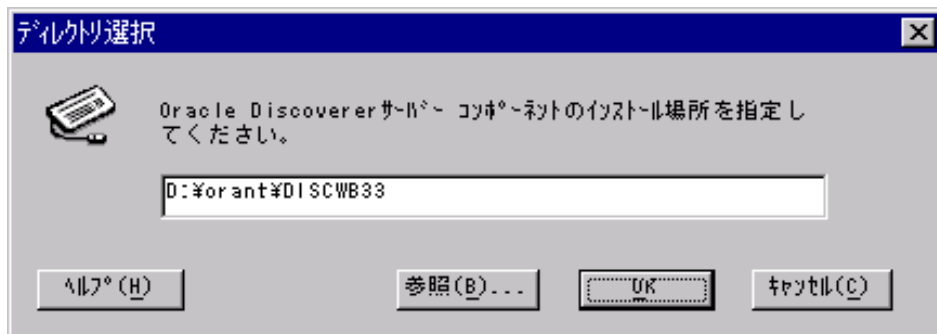 ﾃﾞｨﾚｸﾄﾘ選択
Oracle Discovererｻｰﾊﾞｰ ｺﾝﾎﾟｰﾈﾝﾄのｲﾝｽﾄｰﾙ場所を指定し
てください。
D:¥orant¥DISCWB33
ﾍﾙﾌﾟ(H) 参照(B)... OK ｷｬﾝｾﾙ(C)